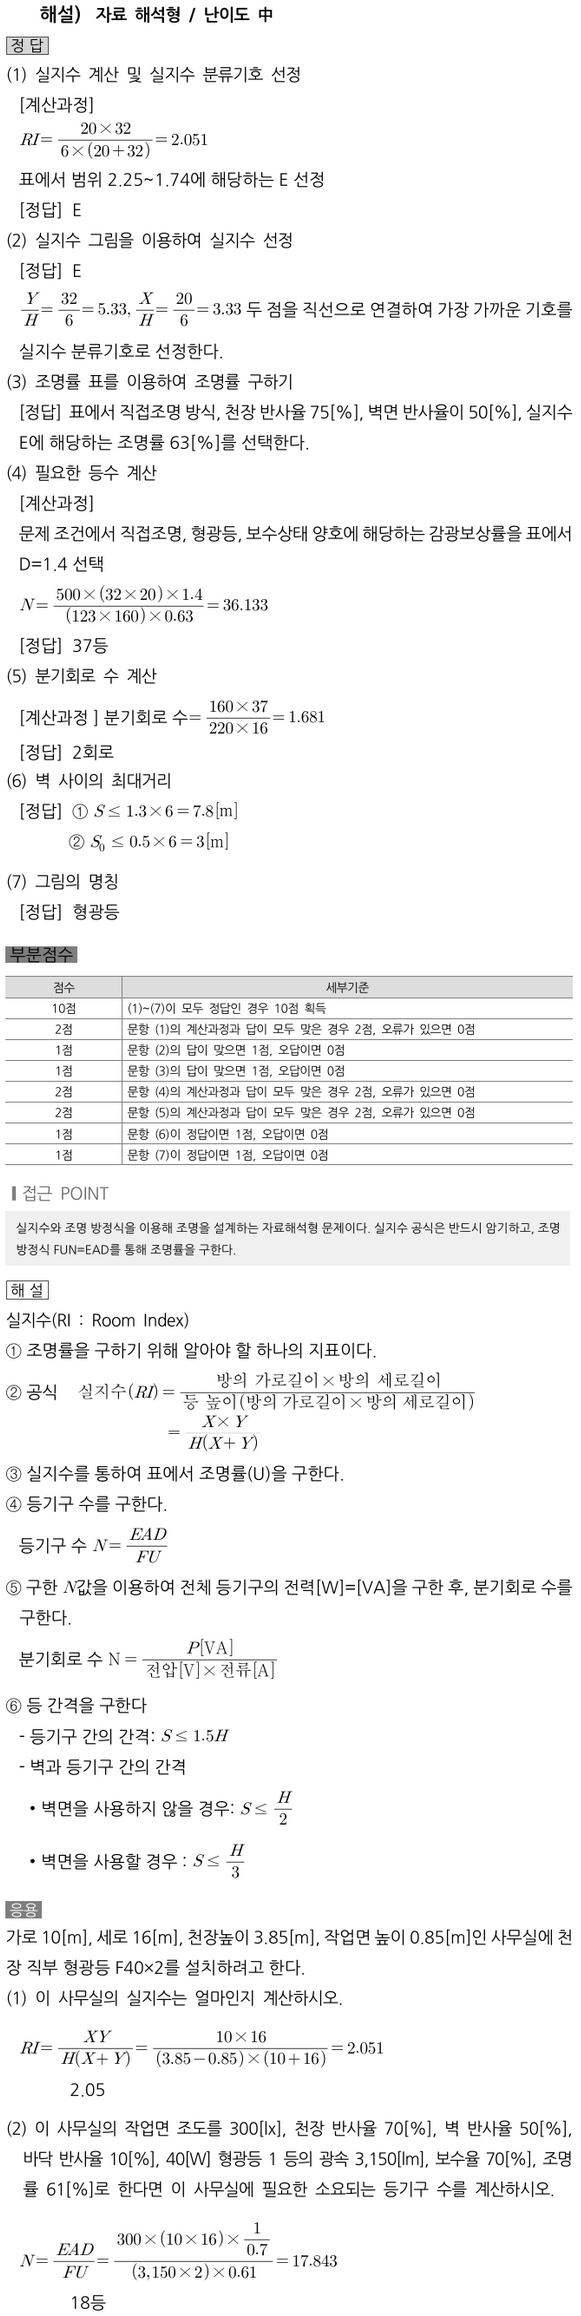 해설) 자료 해석형 / 난이도 中
정 답
(1) 실지수 계산 및 실지수 분류기호 선정
[계산과정]
RI= \frac{20×32}{6×(20+32)} = 2.051
표에서 범위 2.25~1.74에 해당하는 E 선정
[정답] E
(2) 실지수 그림을 이용하여 실지수 선정
[정답] E
\frac{Y}{H}= \frac{32}{6} = 5.33, \frac{X}{H}= \frac{20}{6} = 3.33 두 점을 직선으로 연결하여 가장 가까운 기호를
실지수 분류기호로 선정한다.
(3) 조명률 표를 이용하여 조명률 구하기
[정답] 표에서 직접조명 방식, 천장 반사율 75[%], 벽면 반사율이 50[%], 실지수
E에 해당하는 조명률 63[%]를 선택한다.
(4) 필요한 등수 계산
[계산과정]
문제 조건에서 직접조명, 형광등, 보수상태 양호에 해당하는 감광보상률을 표에서
D=1.4 선택
N= \frac{500×(32×20)×1.4}{(123×160)×0.63} = 36.133
[정답] 37등
(5) 분기회로 수 계산
[계산과정 ] 분기회로 수= \frac{160×37}{220×16} = 1.681
[정답] 2회로
(6) 벽 사이의 최대거리
[정답] ① S ≤ 1.3×6 = 7.8[m]
② S₀ ≤ 0.5×6 = 3[m]
(7) 그림의 명칭
[정답] 형광등
부분점수
점수 세부기준
10점 (1)~(7)이 모두 정답인 경우 10점 획득
2점 문항 (1)의 계산과정과 답이 모두 맞은 경우 2점, 오류가 있으면 0점
1점 문항 (2)의 답이 맞으면 1점, 오답이면 0점
1점 문항 (3)의 답이 맞으면 1점, 오답이면 0점
2점 문항 (4)의 계산과정과 답이 모두 맞은 경우 2점, 오류가 있으면 0점
2점 문항 (5)의 계산과정과 답이 모두 맞은 경우 2점, 오류가 있으면 0점
1점 문항 (6)이 정답이면 1점, 오답이면 0점
1점 문항 (7)이 정답이면 1점, 오답이면 0점
접근 POINT
실지수와 조명 방정식을 이용해 조명을 설계하는 자료해석형 문제이다. 실지수 공식은 반드시 암기하고, 조명
방정식 FUN=EAD를 통해 조명률을 구한다.
해 설
실지수(RI : Room Index)
① 조명률을 구하기 위해 알아야 할 하나의 지표이다.
② 공식 실지수(RI) = \frac{방의 가로길이×방의 세로길이}{등 높이(방의 가로길이×방의 세로길이)}
= \frac{X× Y}{H(X+ Y)}
③ 실지수를 통하여 표에서 조명률(U)을 구한다.
④ 등기구 수를 구한다.
등기구 수 N= \frac{EAD}{FU}
⑤ 구한 N값을 이용하여 전체 등기구의 전력[W]=[VA]을 구한 후, 분기회로 수를
구한다.
분기회로 수 N = \frac{P[VA]}{전압[V]×전류[A]}
⑥ 등 간격을 구한다
- 등기구 간의 간격: S ≤ 1.5H
- 벽과 등기구 간의 간격
• 벽면을 사용하지 않을 경우: S ≤ \frac{H}{2}
• 벽면을 사용할 경우 : S ≤ \frac{H}{3}
응용
가로 10[m], 세로 16[m], 천장높이 3.85[m], 작업면 높이 0.85[m]인 사무실에 천
장 직부 형광등 F40×2를 설치하려고 한다.
(1) 이 사무실의 실지수는 얼마인지 계산하시오.
RI= \frac{XY}{H(X+ Y)} = \frac{10×16}{(3.85-0.85)×(10+16)} = 2.051
2.05
(2) 이 사무실의 작업면 조도를 300[lx], 천장 반사율 70[%], 벽 반사율 50[%],
바닥 반사율 10[%], 40[W] 형광등 1 등의 광속 3,150[lm], 보수율 70[%], 조명
률 61[%]로 한다면 이 사무실에 필요한 소요되는 등기구 수를 계산하시오.
N= \frac{EAD}{FU} = \frac{300×(10×16)×\frac{1}{0.7}}{(3,150×2)×0.61} = 17.843
18등